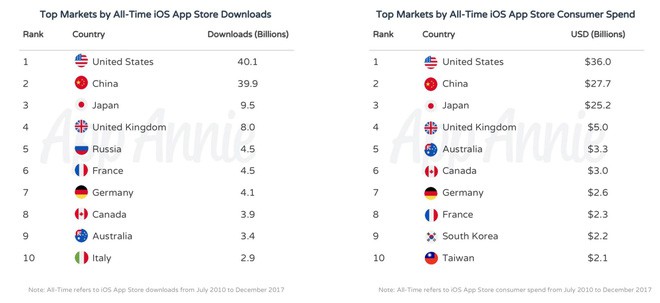 Top Markets by All-Time iOS App Store Downloads
Rank Country Downloads (Billions)
1 United States 40.1
2 China 39.9
3 Japan 9.5
4 United Kingdom 8.0
5 Russia 4.5
6 France 4.5
7 Germany 4.1
8 Canada 3.9
9 Australia 3.4
10 Italy 2.9
Note: All-Time refers to iOS App Store downloads from July 2010 to December 2017
App Annie
Top Markets by All-Time iOS App Store Consumer Spend
Rank Country USD (Billions)
1 United States $36.0
2 China $27.7
3 Japan $25.2
4 United Kingdom $5.0
5 Australia $3.3
6 Canada $3.0
7 Germany $2.6
8 France $2.3
9 South Korea $2.2
10 Taiwan $2.1
Note: All-Time refers to iOS App Store consumer spend from July 2010 to December 2017
App Annie